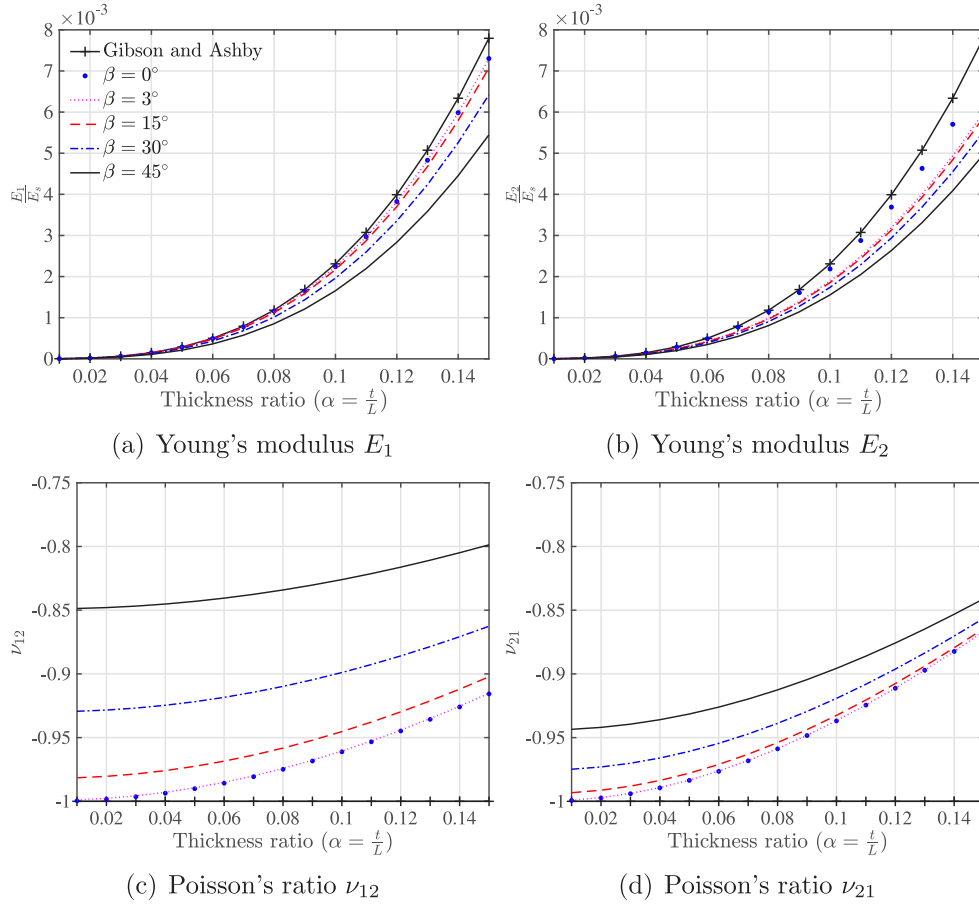 ×10⁻³
8
7
6
5
4
3
2
1
0
E₁/Eₛ
Gibson and Ashby
β = 0°
β = 3°
β = 15°
β = 30°
β = 45°
0.02 0.04 0.06 0.08 0.1 0.12 0.14
Thickness ratio (α = t/L)
(a) Young's modulus E₁
×10⁻³
8
7
6
5
4
3
2
1
0
E₂/Eₛ
0.02 0.04 0.06 0.08 0.1 0.12 0.14
Thickness ratio (α = t/L)
(b) Young's modulus E₂
-0.75
-0.8
-0.85
-0.9
-0.95
-1
ν₁₂
0.02 0.04 0.06 0.08 0.1 0.12 0.14
Thickness ratio (α = t/L)
(c) Poisson's ratio ν₁₂
-0.75
-0.8
-0.85
-0.9
-0.95
-1
ν₂₁
0.02 0.04 0.06 0.08 0.1 0.12 0.14
Thickness ratio (α = t/L)
(d) Poisson's ratio ν₂₁